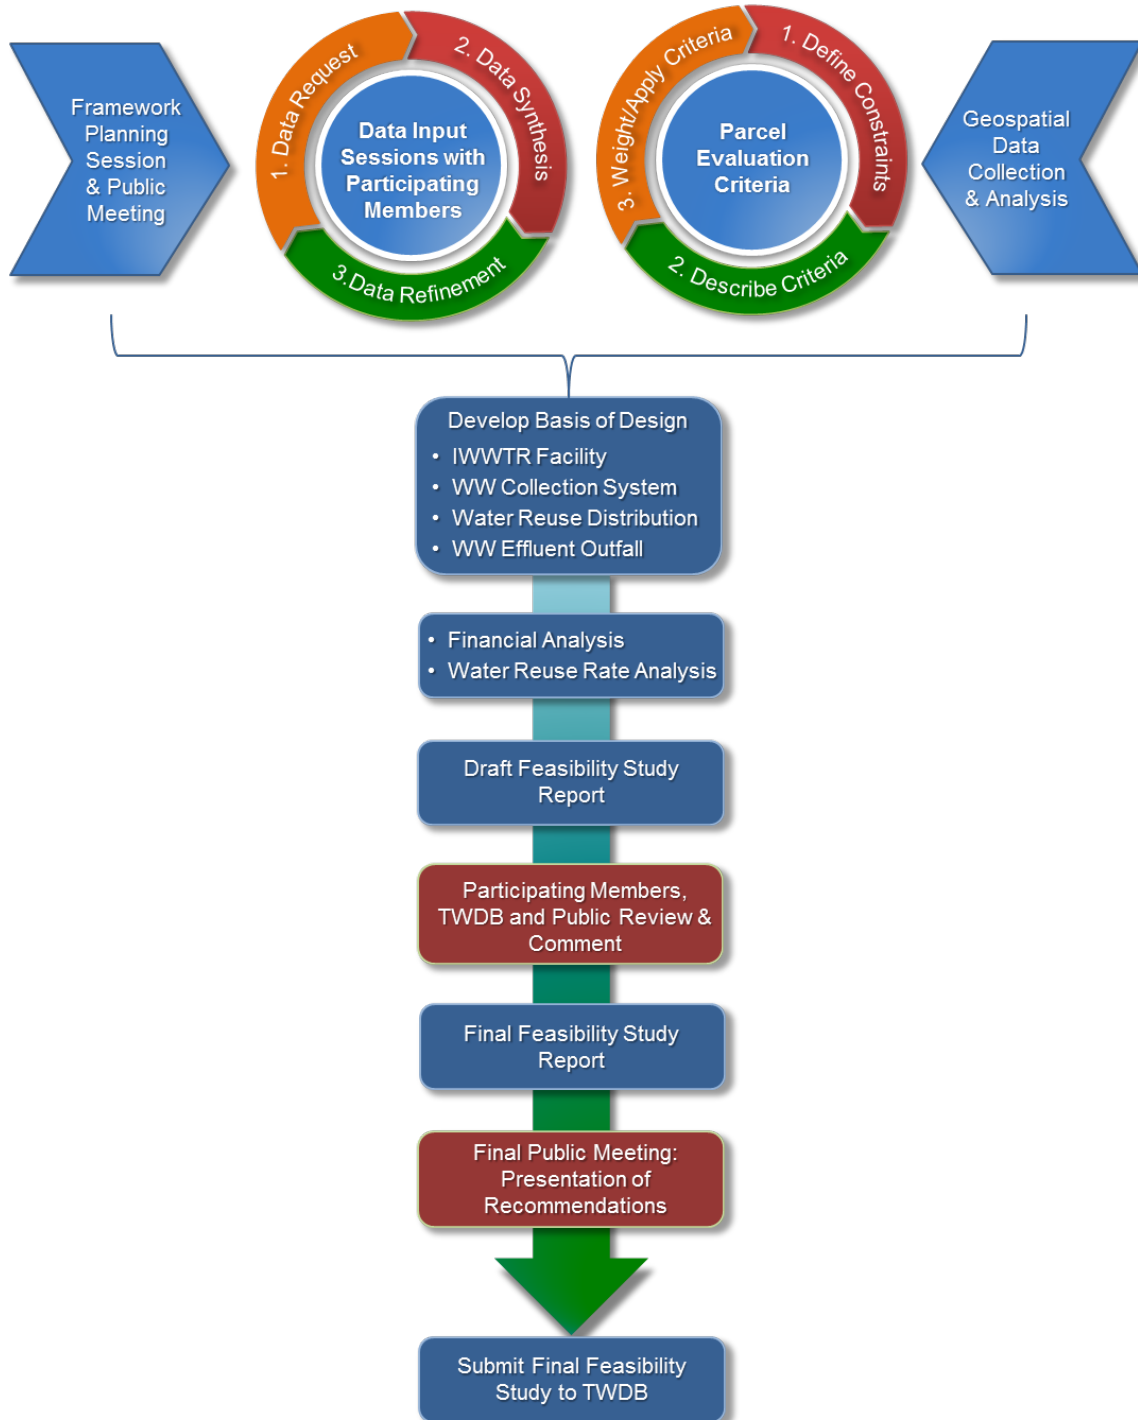 Framework
Planning
Session
& Public
Meeting
1. Data Request
2. Data Synthesis
3.Data Refinement
Data Input
Sessions with
Participating
Members
1. Define Constraints
2. Describe Criteria
3. Weight/Apply Criteria
Parcel
Evaluation
Criteria
Geospatial
Data
Collection
& Analysis
Develop Basis of Design
• IWWTR Facility
• WW Collection System
• Water Reuse Distribution
• WW Effluent Outfall
• Financial Analysis
• Water Reuse Rate Analysis
Draft Feasibility Study
Report
Participating Members,
TWDB and Public Review &
Comment
Final Feasibility Study
Report
Final Public Meeting:
Presentation of
Recommendations
Submit Final Feasibility
Study to TWDB